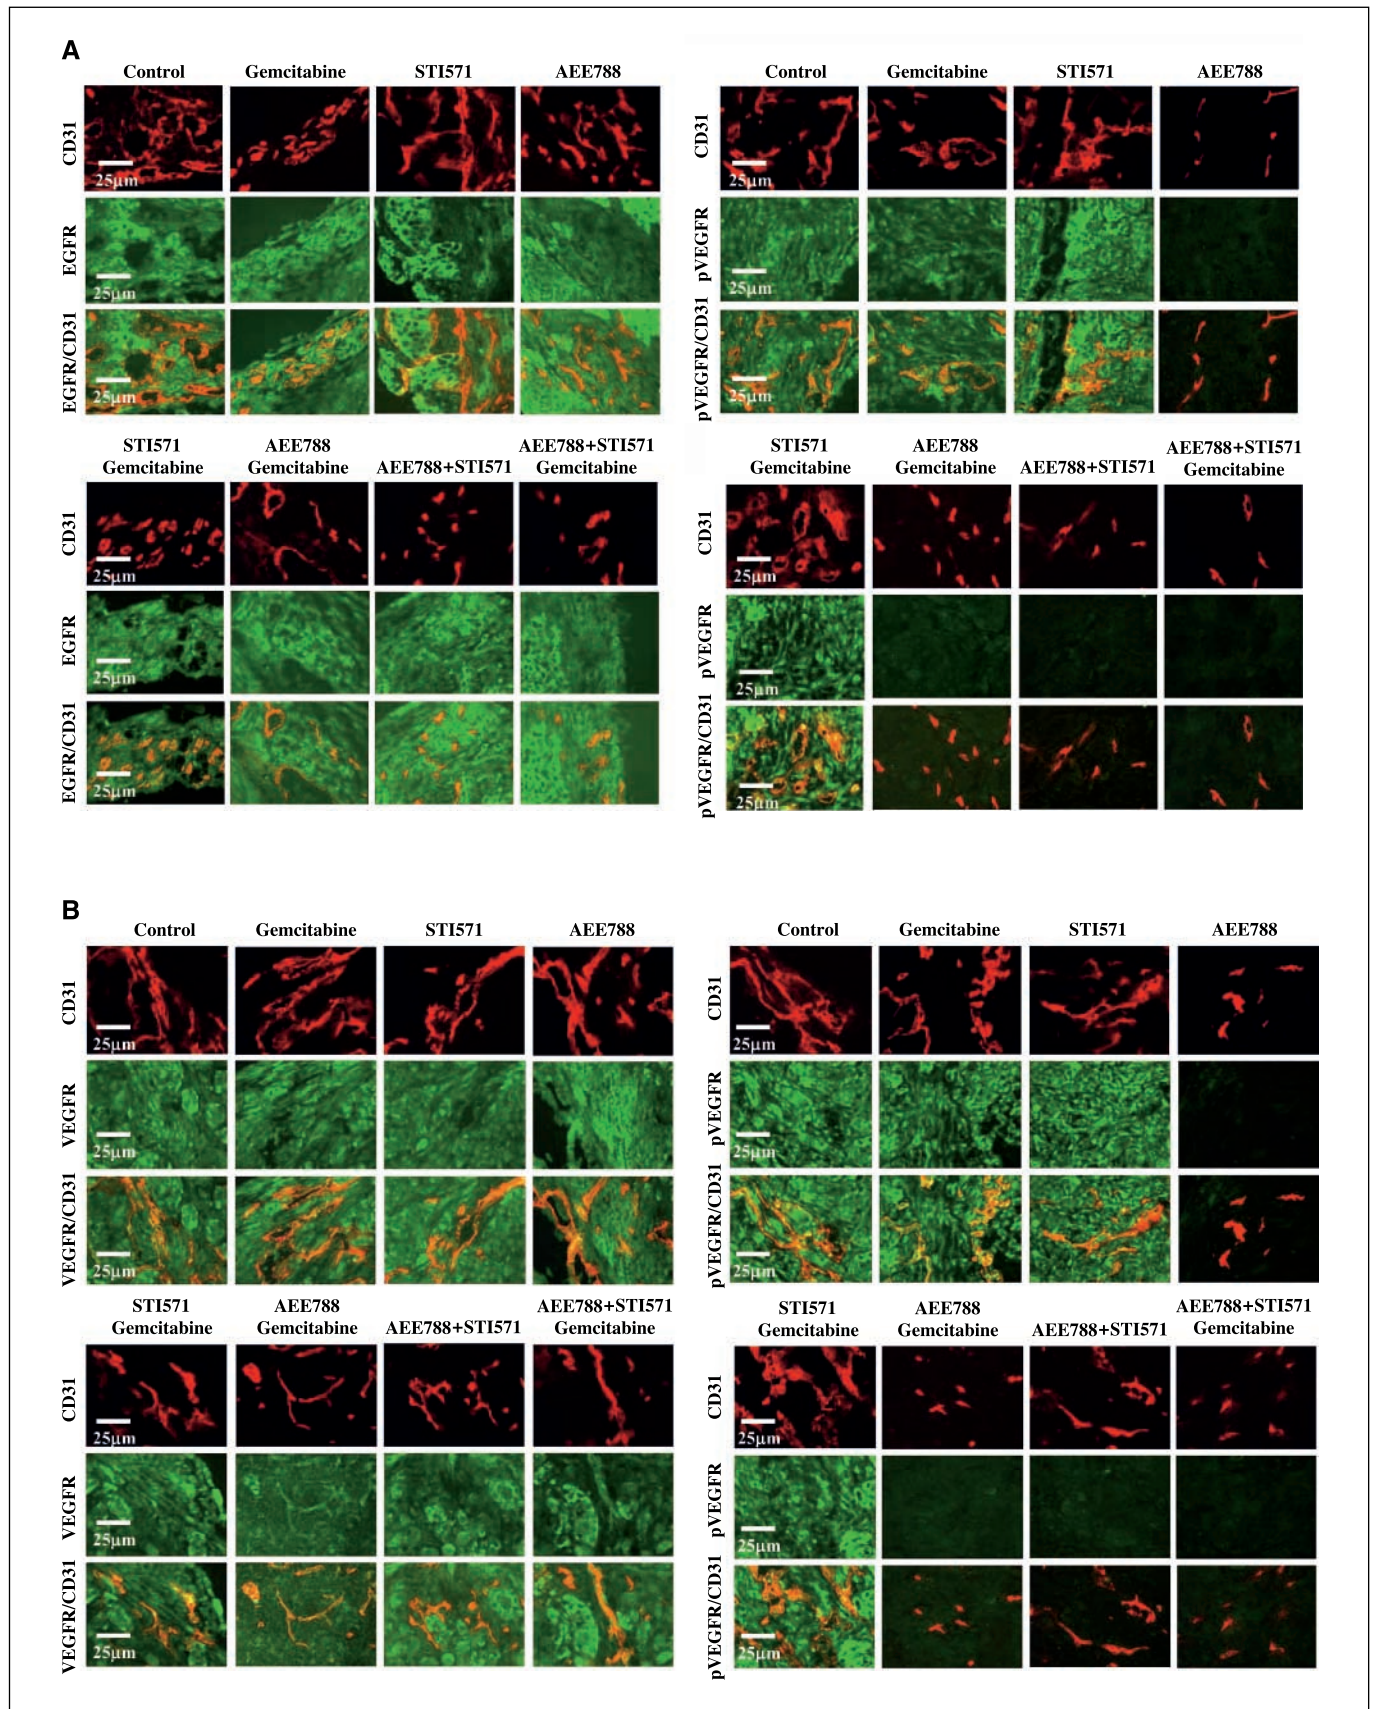 A
Control Gemcitabine STI571 AEE788
CD31
25µm
EGFR
25µm
EGFR/CD31
25µm
Control Gemcitabine STI571 AEE788
CD31
25µm
pVEGFR
25µm
pVEGFR/CD31
25µm
STI571 AEE788 AEE788+STI571
Gemcitabine Gemcitabine AEE788+STI571 Gemcitabine
CD31
25µm
EGFR
25µm
EGFR/CD31
25µm
STI571 AEE788 AEE788+STI571
Gemcitabine Gemcitabine AEE788+STI571 Gemcitabine
CD31
25µm
pVEGFR
25µm
pVEGFR/CD31
25µm
B
Control Gemcitabine STI571 AEE788
CD31
25µm
VEGFR
25µm
VEGFR/CD31
25µm
Control Gemcitabine STI571 AEE788
CD31
25µm
pVEGFR
25µm
pVEGFR/CD31
25µm
STI571 AEE788 AEE788+STI571
Gemcitabine Gemcitabine AEE788+STI571 Gemcitabine
CD31
25µm
VEGFR
25µm
VEGFR/CD31
25µm
STI571 AEE788 AEE788+STI571
Gemcitabine Gemcitabine AEE788+STI571 Gemcitabine
CD31
25µm
pVEGFR
25µm
pVEGFR/CD31
25µm